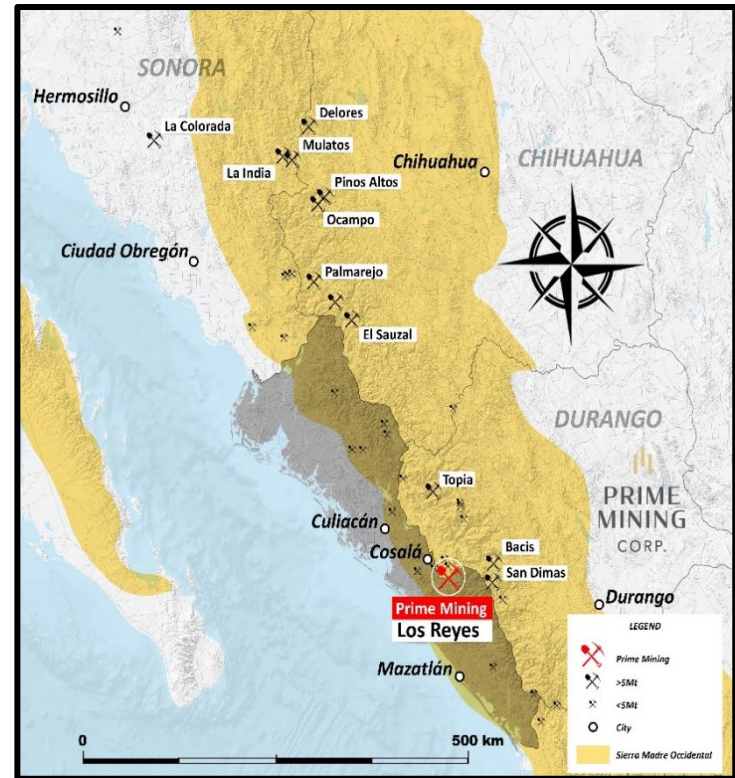 SONORA
Hermosillo
La Colorada
Delores
Mulatos
La India
Chihuahua
CHIHUAHUA
Pinos Altos
Ocampo
Ciudad Obregón
Palmarejo
El Sauzal
DURANGO
PRIME
MINING
CORP.
Topia
Culiacán
Cosalá
Bacis
San Dimas
Prime Mining
Los Reyes
Durango
Mazatlán
LEGEND
Prime Mining
>5Mt
<5Mt
City
Sierra Madre Occidental
0
500 km